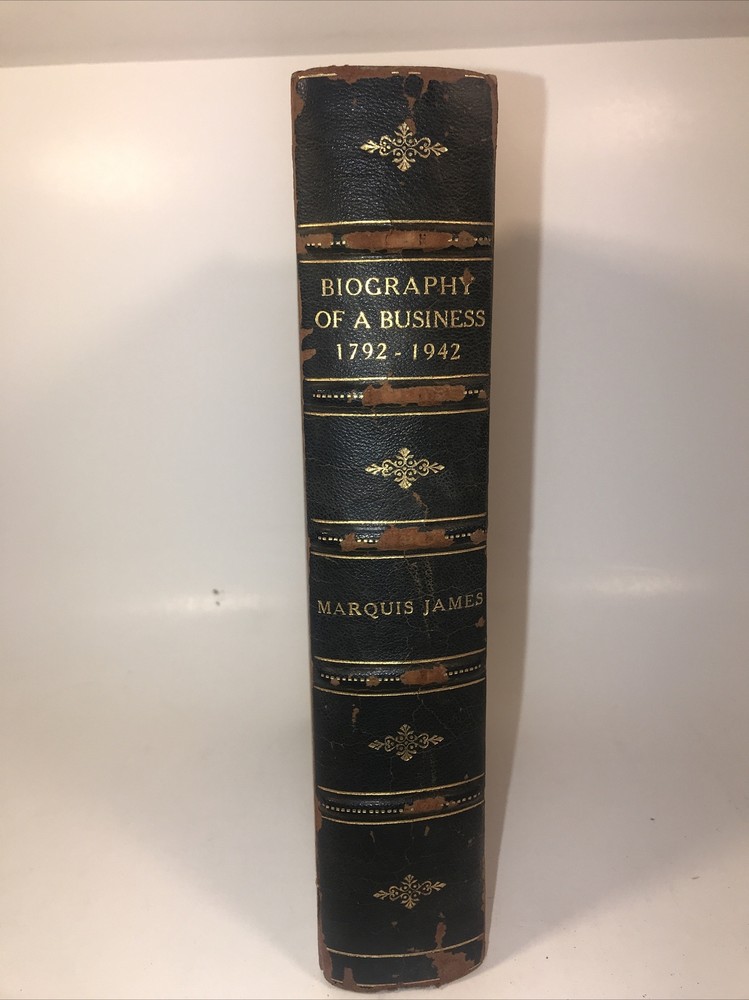 BIOGRAPHY
OF A BUSINESS
1792-1942
MARQUIS JAMES